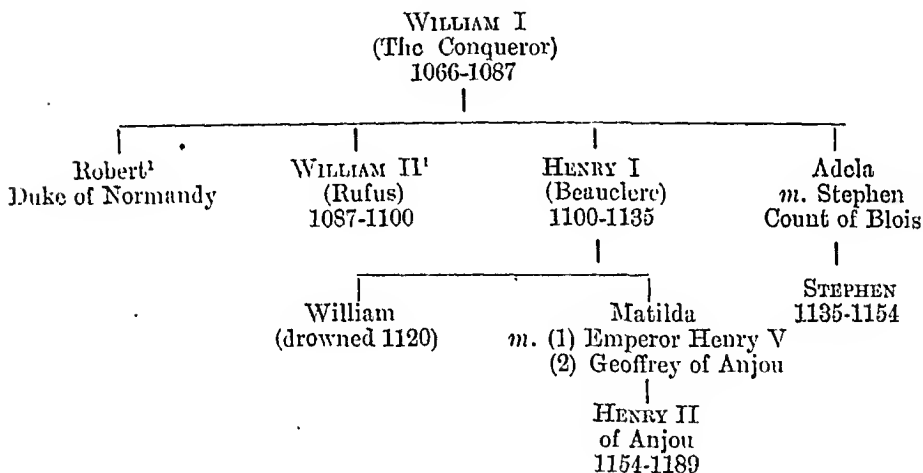 WILLIAM I
(The Conqueror)
1066-1087
Robert¹
Duke of Normandy
WILLIAM II¹
(Rufus)
1087-1100
HENRY I
(Beauclerc)
1100-1135
Adela
m. Stephen
Count of Blois
William
(drowned 1120)
Matilda
m. (1) Emperor Henry V
(2) Geoffrey of Anjou
STEPHEN
1135-1154
HENRY II
of Anjou
1154-1189